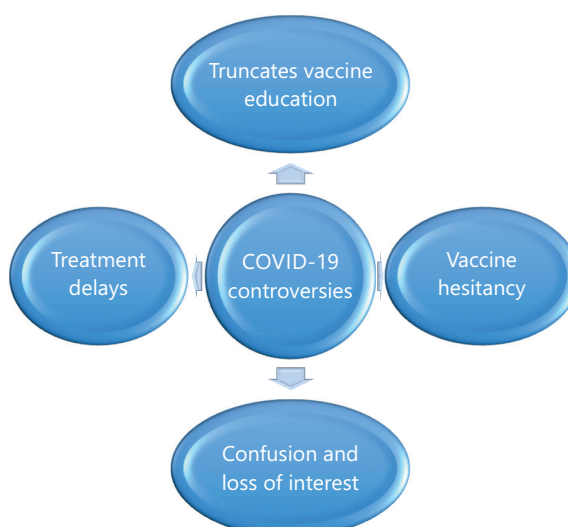 Truncates vaccine
education
Treatment
delays
COVID-19
controversies
Vaccine
hesitancy
Confusion and
loss of interest